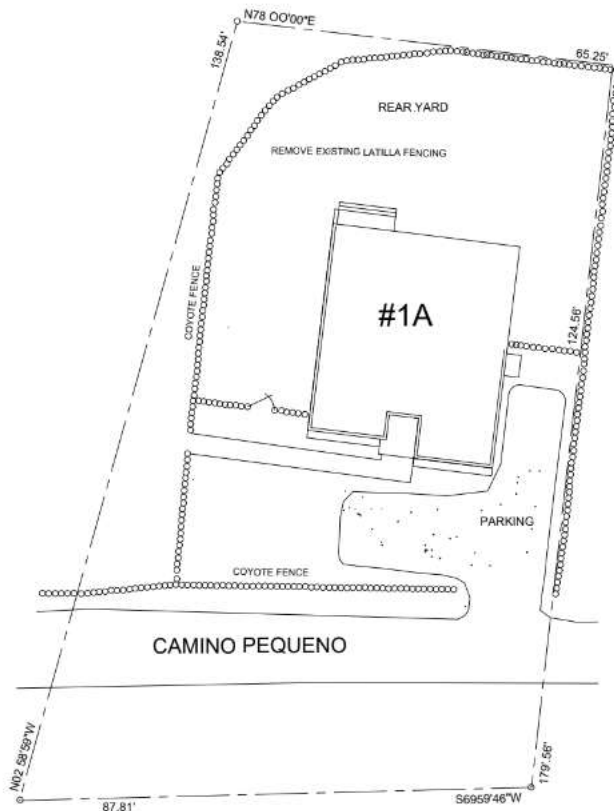 N78 OO'00"E
138.54'
65.25'
REAR YARD
REMOVE EXISTING LATILLA FENCING
COYOTE FENCE
#1A
124.56'
PARKING
COYOTE FENCE
CAMINO PEQUENO
N02 58'59"W
179'.56'
87.81'
S6959'46"W